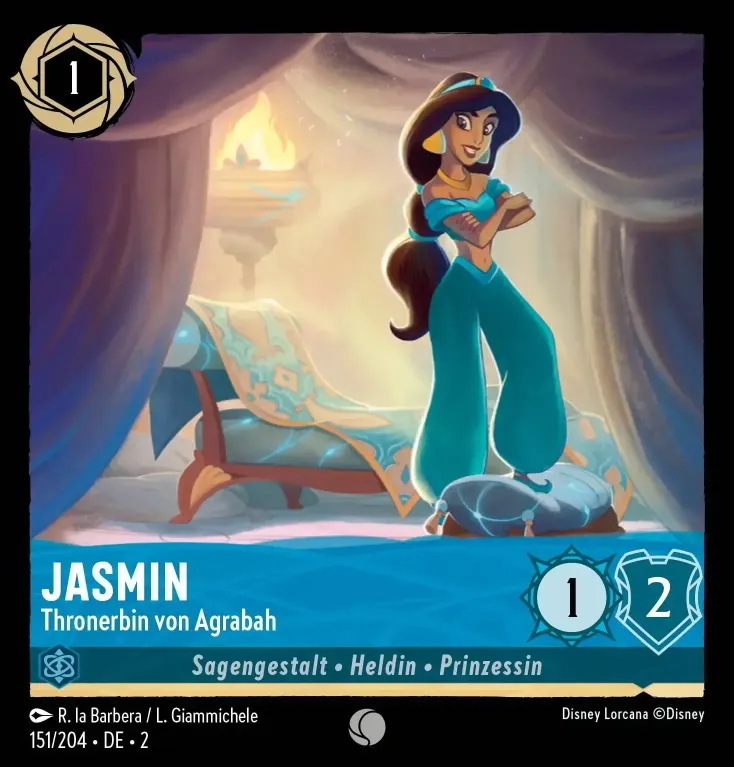 1
JASMIN
Thronerbin von Agrabah
1
2
Sagengestalt • Heldin • Prinzessin
R. la Barbera / L. Giammichele
Disney Lorcana ©Disney
151/204 • DE • 2